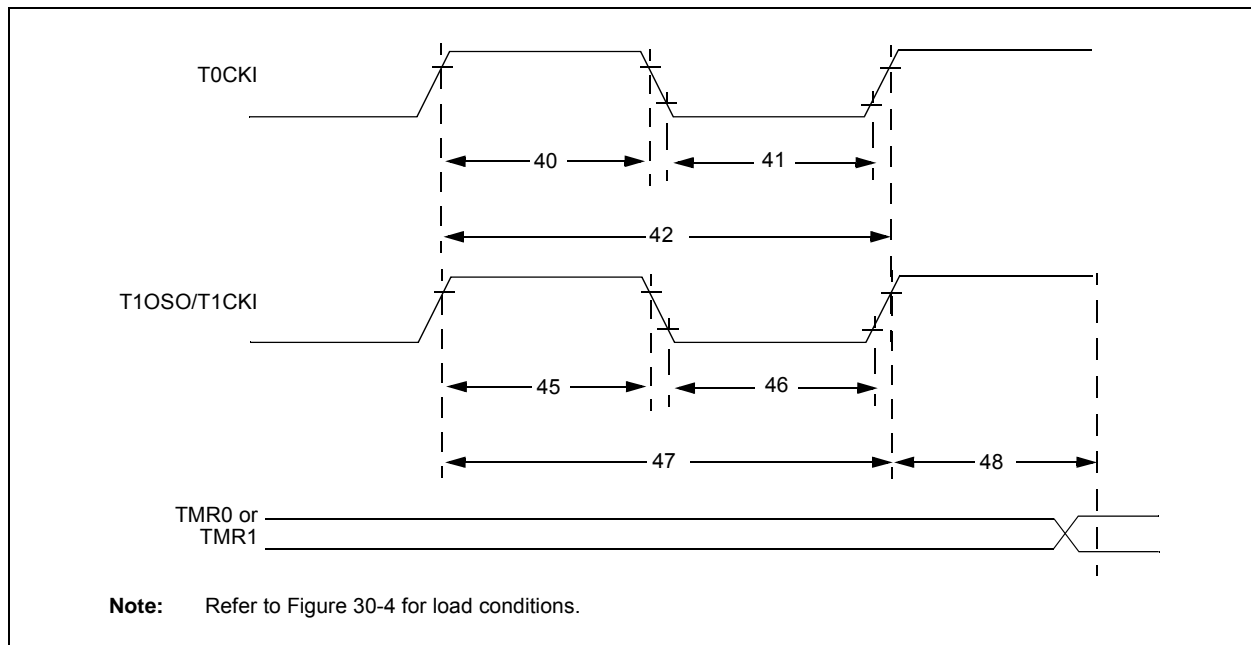 T0CKI
40
41
42
T1OSO/T1CKI
45
46
47
48
TMR0 or
TMR1
Note: Refer to Figure 30-4 for load conditions.